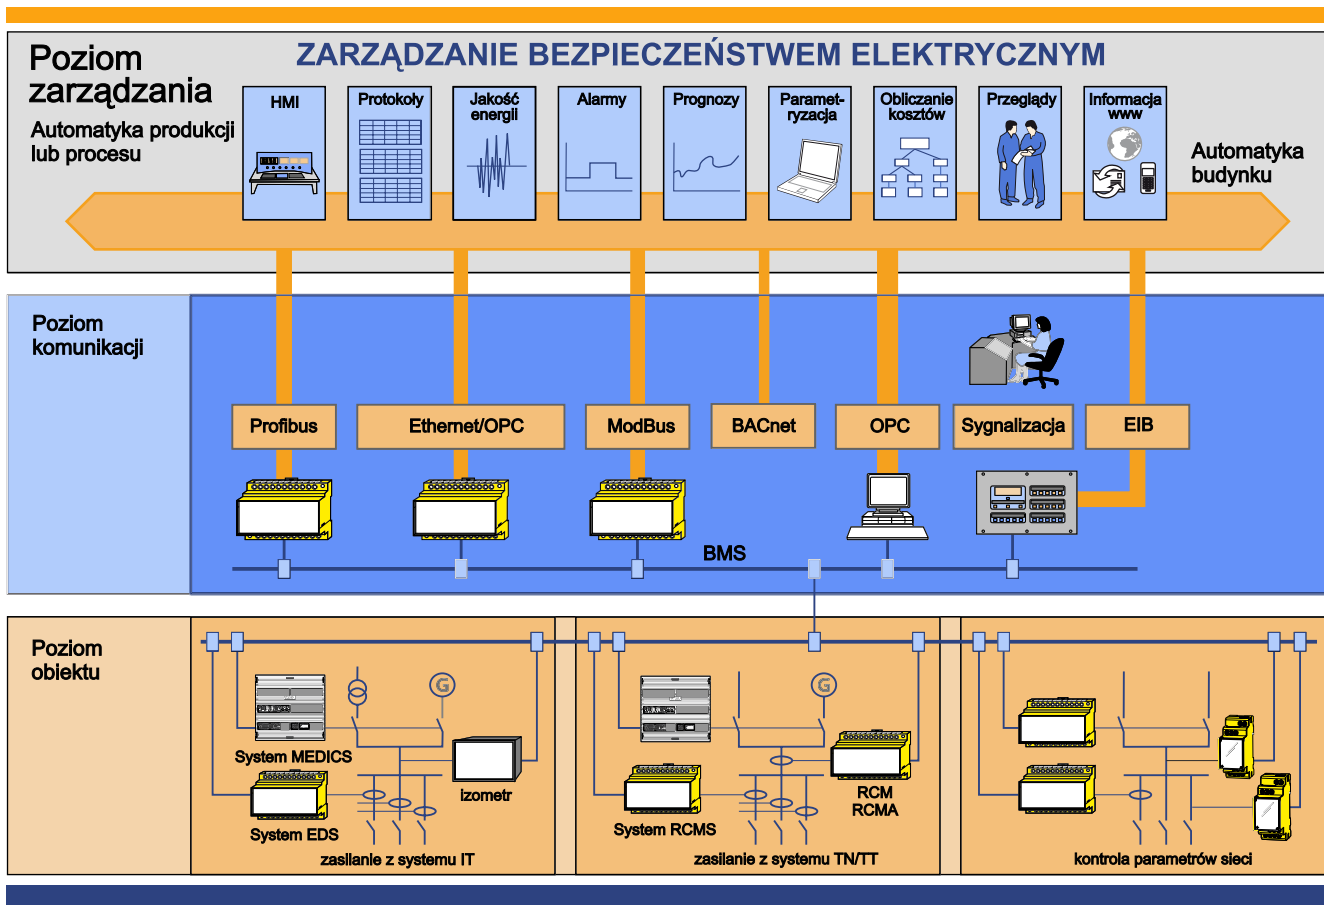 ZARZĄDZANIE BEZPIECZEŃSTWEM ELEKTRYCZNYM
Poziom
zarządzania
Automatyka produkcji
lub procesu
HMI
Protokoły
Jakość
energii
Alarmy
Prognozy
Paramet-
ryzacja
Obliczanie
kosztów
Przeglądy
Informacja
www
Automatyka
budynku
Poziom
komunikacji
Profibus
Ethernet/OPC
ModBus
BACnet
OPC
Sygnalizacja
EIB
BMS
Poziom
obiektu
G
System MEDICS
izometr
System EDS
zasilanie z systemu IT
G
RCM
RCMA
System RCMS
zasilanie z systemu TN/TT
kontrola parametrów sieci